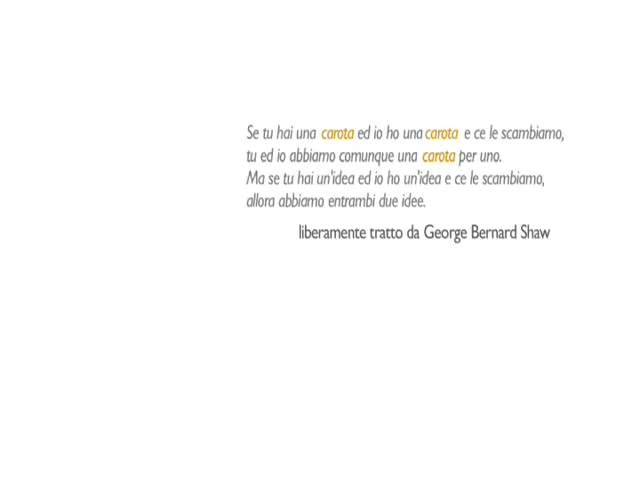 Se tu hai una carota ed io ho una carota e ce le scambiamo,
tu ed io abbiamo comunque una carota per uno.
Ma se tu hai un'idea ed io ho un'idea e ce le scambiamo,
allora abbiamo entrambi due idee.
liberamente tratto da George Bernard Shaw